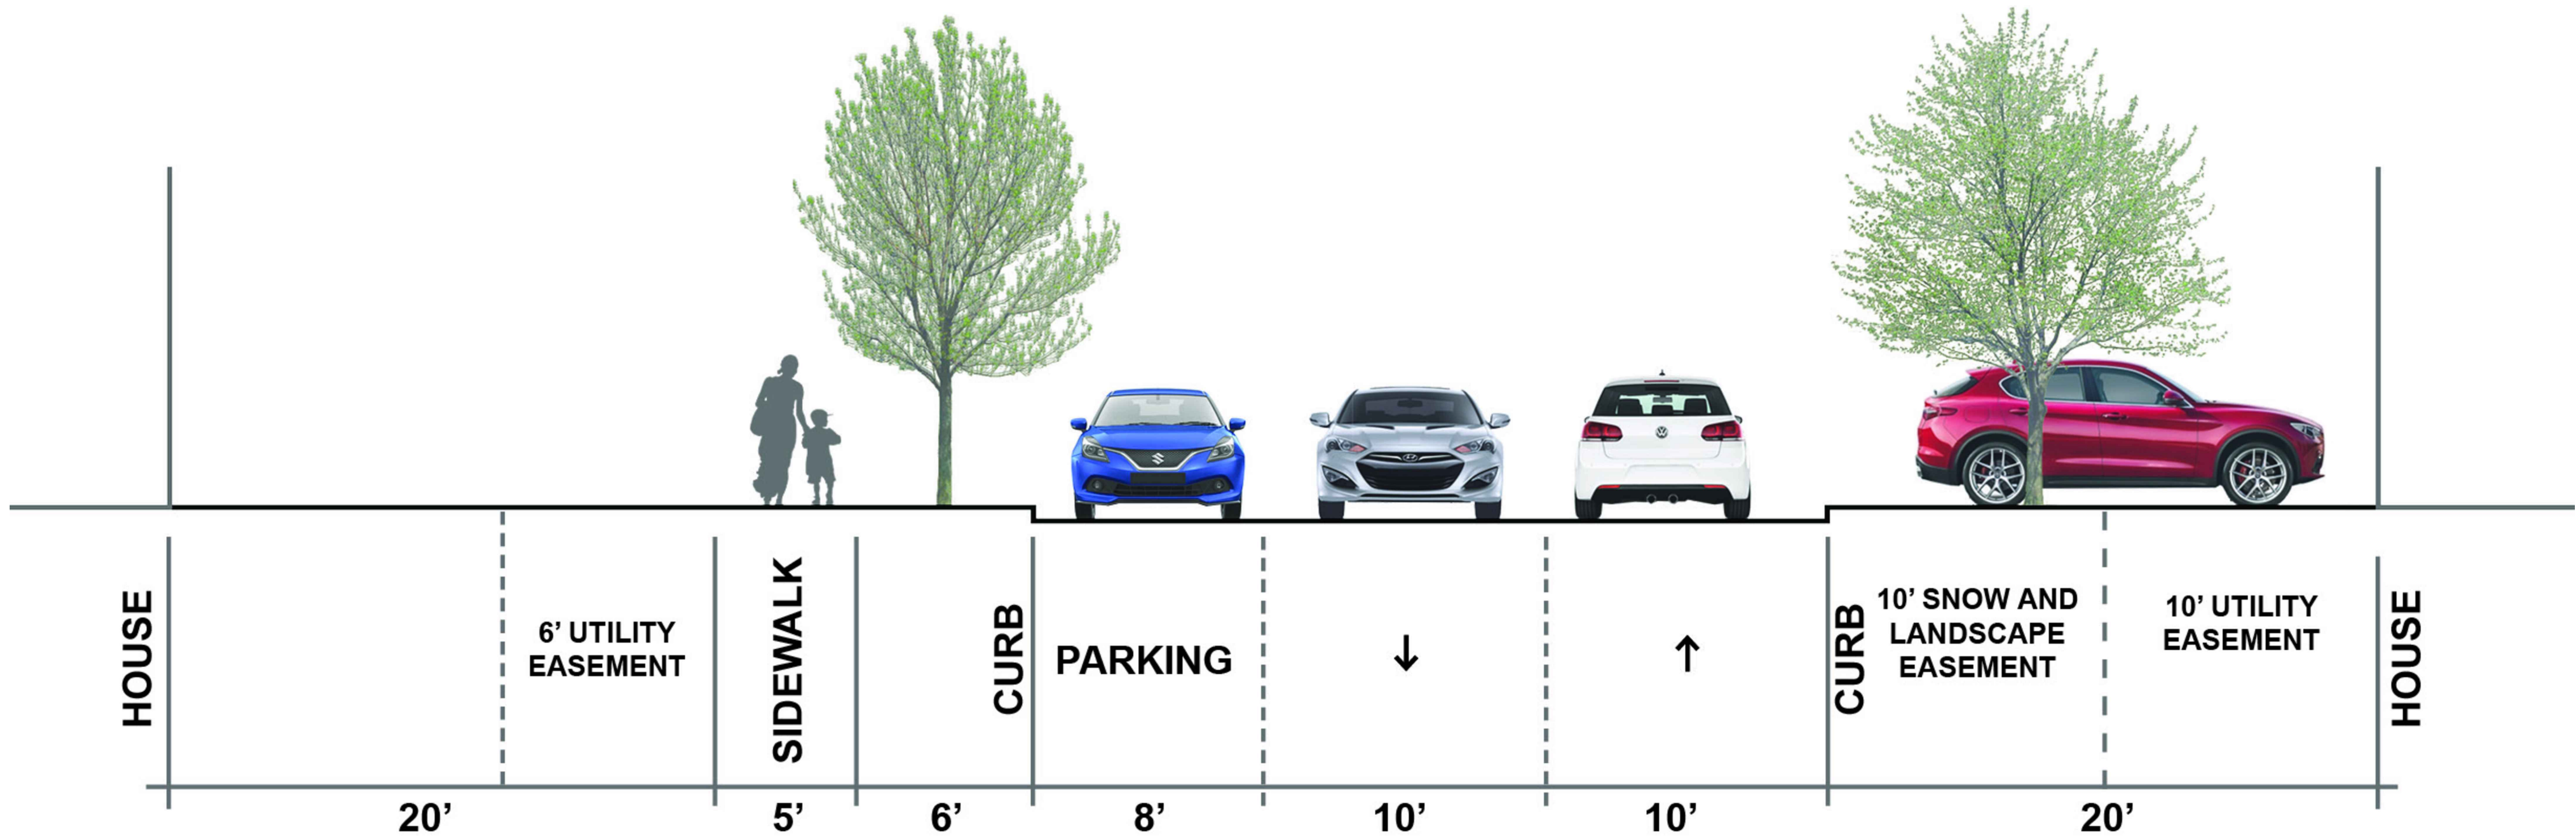 HOUSE
6’ UTILITY
EASEMENT
SIDEWALK
CURB
PARKING
↓
↑
CURB
10’ SNOW AND
LANDSCAPE
EASEMENT
10’ UTILITY
EASEMENT
HOUSE
20’
5’
6’
8’
10’
10’
20’